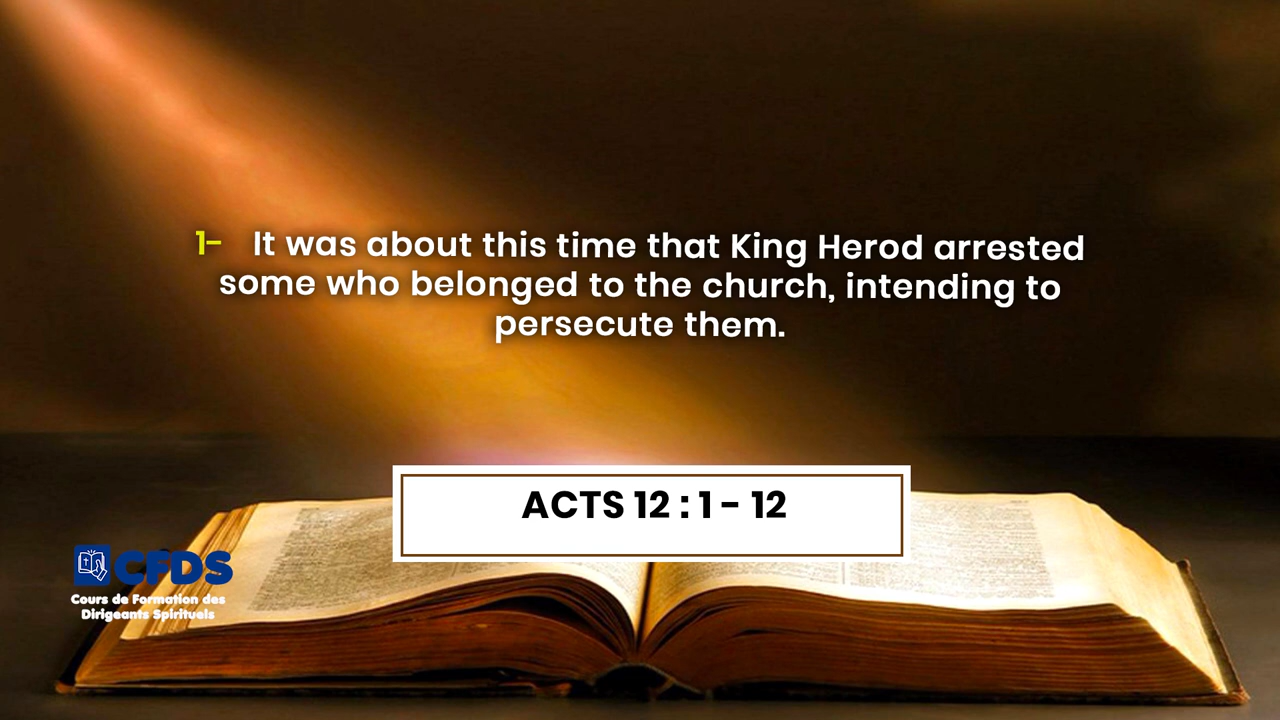 1- It was about this time that King Herod arrested
some who belonged to the church, intending to
persecute them.
ACTS 12 : 1 - 12
CFDS
Cours de Formation des
Dirigeants Spirituels